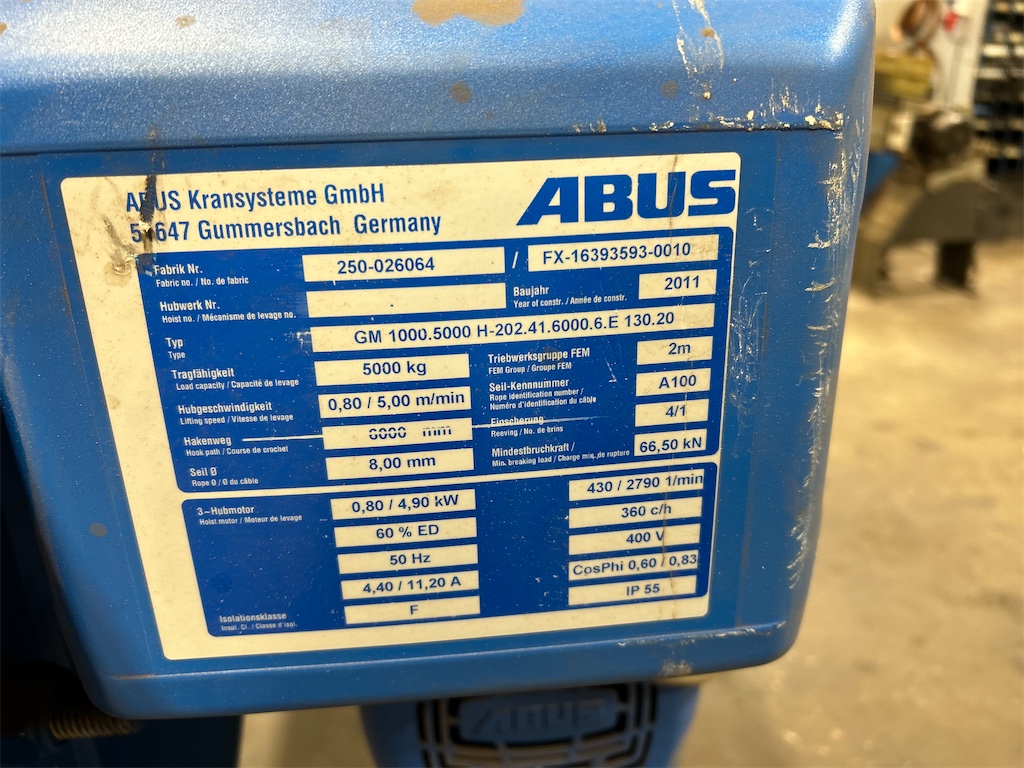 ABUS Kransysteme GmbH
ABUS
51647 Gummersbach Germany
Fabrik Nr.
Fabric no. / No. de fabric
250-026064 / FX-16393593-0010
Hubwerk Nr.
Hoist no. / Mécanisme de levage no.
Baujahr
Year of constr. / Année de constr.
2011
Typ
Type
GM 1000.5000 H-202.41.6000.6.E 130.20
Tragfähigkeit
Load capacity / Capacité de levage
5000 kg
Triebwerksgruppe FEM
FEM Group / Groupe FEM
2m
Hubgeschwindigkeit
Lifting speed / Vitesse de levage
0,80 / 5,00 m/min
Seil-Kennnummer
Rope identification number /
Numéro d'identification du câble
A100
Hakenweg
Hook path / Course de crochet
6000 mm
Einscherung
Reeving / No. de brins
4/1
Seil Ø
Rope Ø / Ø du câble
8,00 mm
Mindestbruchkraft /
Min. breaking load / Charge min. de rupture
66,50 kN
3~Hubmotor
Hoist motor / Moteur de levage
0,80 / 4,90 kW
430 / 2790 1/min
60 % ED
360 c/h
50 Hz
400 V
4,40 / 11,20 A
CosPhi 0,60 / 0,83
Isolationsklasse
Insul. Cl. / Classe d'isol.
F
IP 55
ABUS